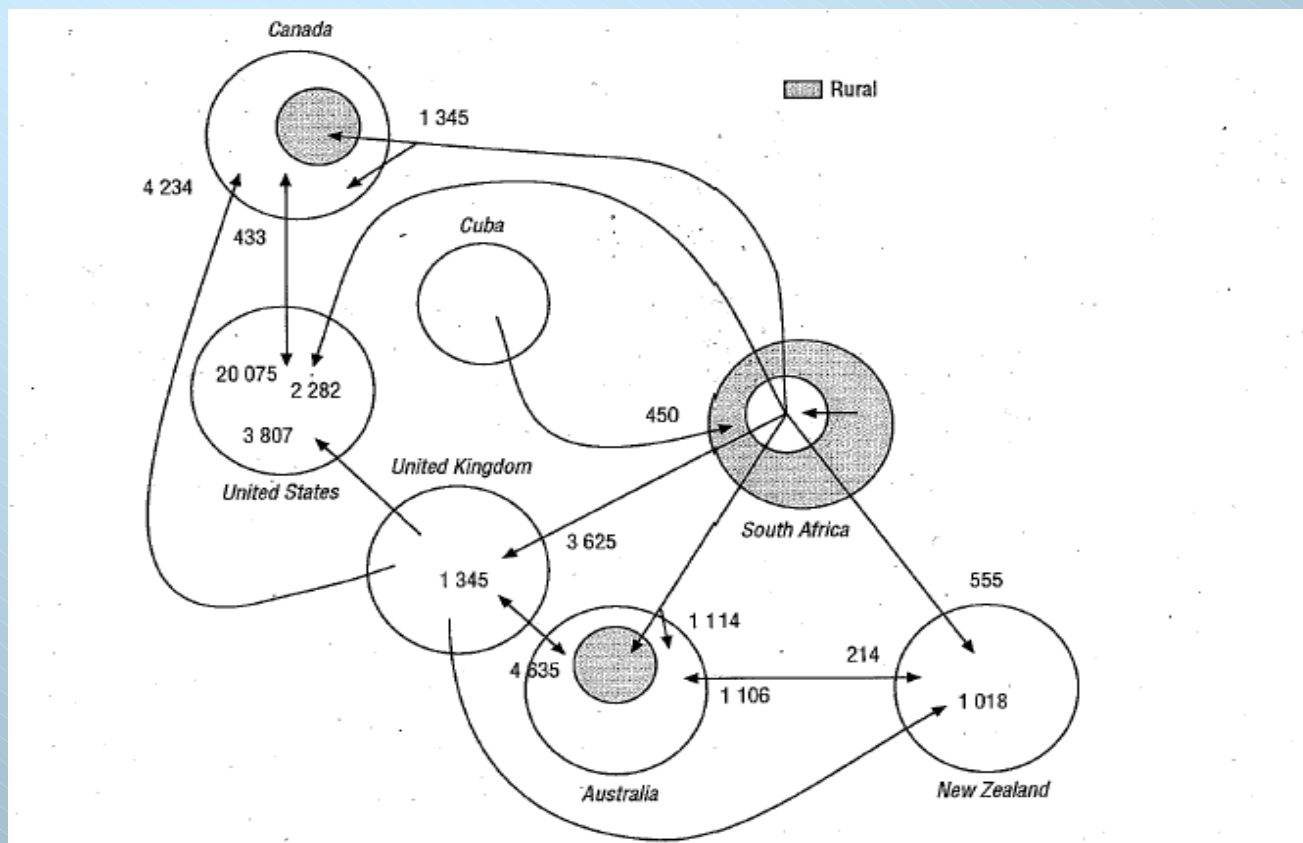 Canada
Rural
1 345
4 234
433
Cuba
20 075
2 282
3 807
450
United Kingdom
United States
South Africa
3 625
1 345
555
1 114
214
4 635
1 106
1 018
Australia
New Zealand